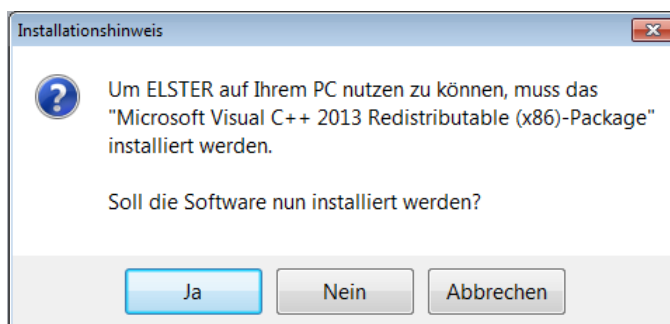 Installationshinweis
Um ELSTER auf Ihrem PC nutzen zu können, muss das
"Microsoft Visual C++ 2013 Redistributable (x86)-Package"
installiert werden.
Soll die Software nun installiert werden?
Ja
Nein
Abbrechen